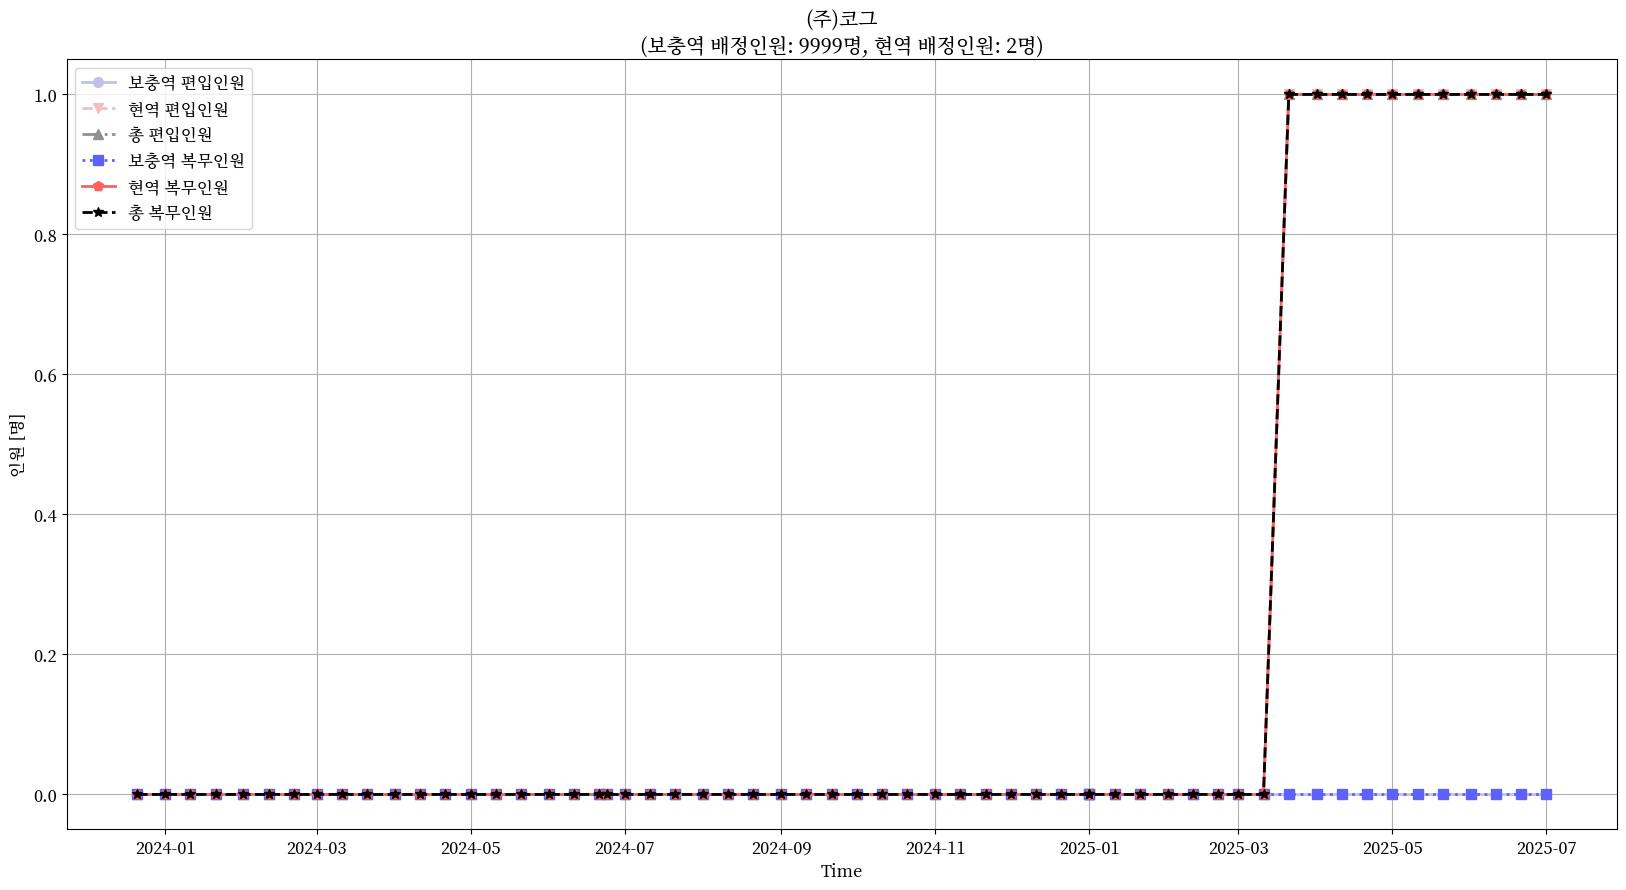 (주)코그
(보충역 배정인원: 9999명, 현역 배정인원: 2명)
보충역 편입인원
현역 편입인원
총 편입인원
보충역 복무인원
현역 복무인원
총 복무인원
1.0
0.8
0.6
0.4
0.2
0.0
인원 [명]
2024-01 2024-03 2024-05 2024-07 2024-09 2024-11 2025-01 2025-03 2025-05 2025-07
Time